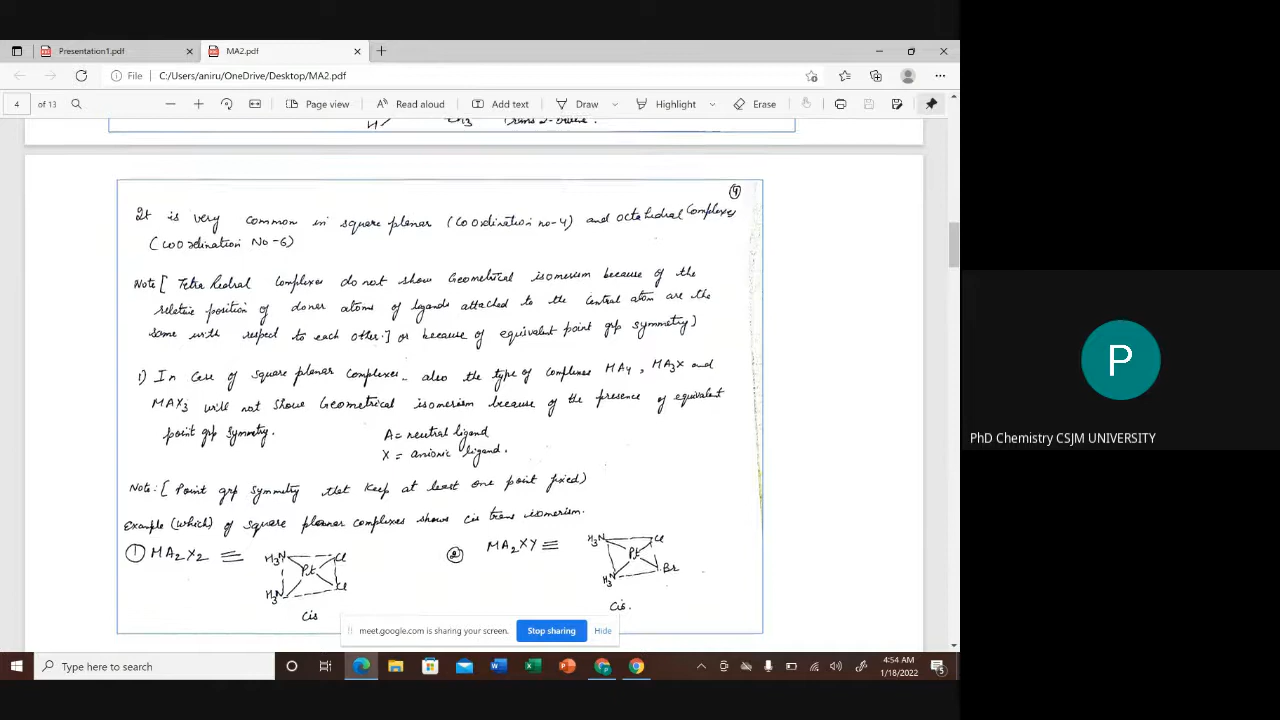 Presentation1.pdf
MA2.pdf
File C:/Users/aniru/OneDrive/Desktop/MA2.pdf
4 of 13 Page view Read aloud Add text Draw Highlight Erase
H CH3 Trans 2-butene.
4
It is very common in square planar (coordination no-4) and octahedral complexes
(coordination No-6)
Note [ Tetra hedral complexes do not show Geometrical isomerism because of the
relative position of doner atoms of ligands attached to the central atom are the
same with respect to each other.] or because of equivalent point grp symmetry)
1) In case of square planar complexes. also the type of complexes MA4, MA3X and
MAX3 will not show Geometrical isomerism because of the presence of equivalent
point grp symmetry.
A = neutral ligand
X = anionic ligand.
Note: [ Point grp symmetry that keep at least one point fixed)
Example (which) of square planar complexes shows cis trans isomerism.
① MA2X2 ≡ H3N Cl Pt H3N Cl
cis
② MA2XY ≡ H3N Cl Pt H3N Br
cis.
meet.google.com is sharing your screen. Stop sharing Hide
P
PhD Chemistry CSJM UNIVERSITY
Type here to search
4:54 AM
1/18/2022
5